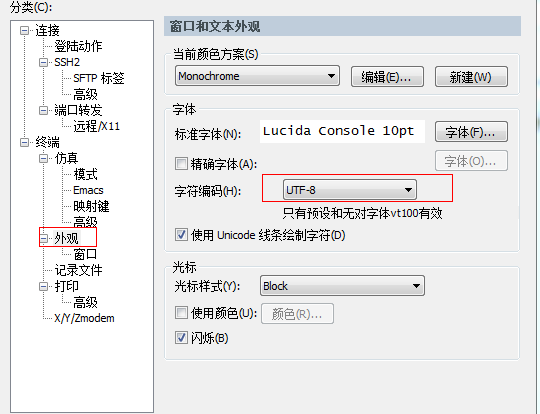 分类(C):
连接
登陆动作
SSH2
SFTP 标签
高级
端口转发
远程/X11
终端
仿真
模式
Emacs
映射键
高级
外观
窗口
记录文件
打印
高级
X/Y/Zmodem
窗口和文本外观
当前颜色方案(S)
Monochrome 编辑(E)... 新建(W)
字体
标准字体(N): Lucida Console 10pt 字体(F)...
精确字体(A): 字体(O)...
字符编码(H): UTF-8
只有预设和无对字体vt100有效
使用 Unicode 线条绘制字符(D)
光标
光标样式(Y): Block
使用颜色(U): 颜色(R)...
闪烁(B)